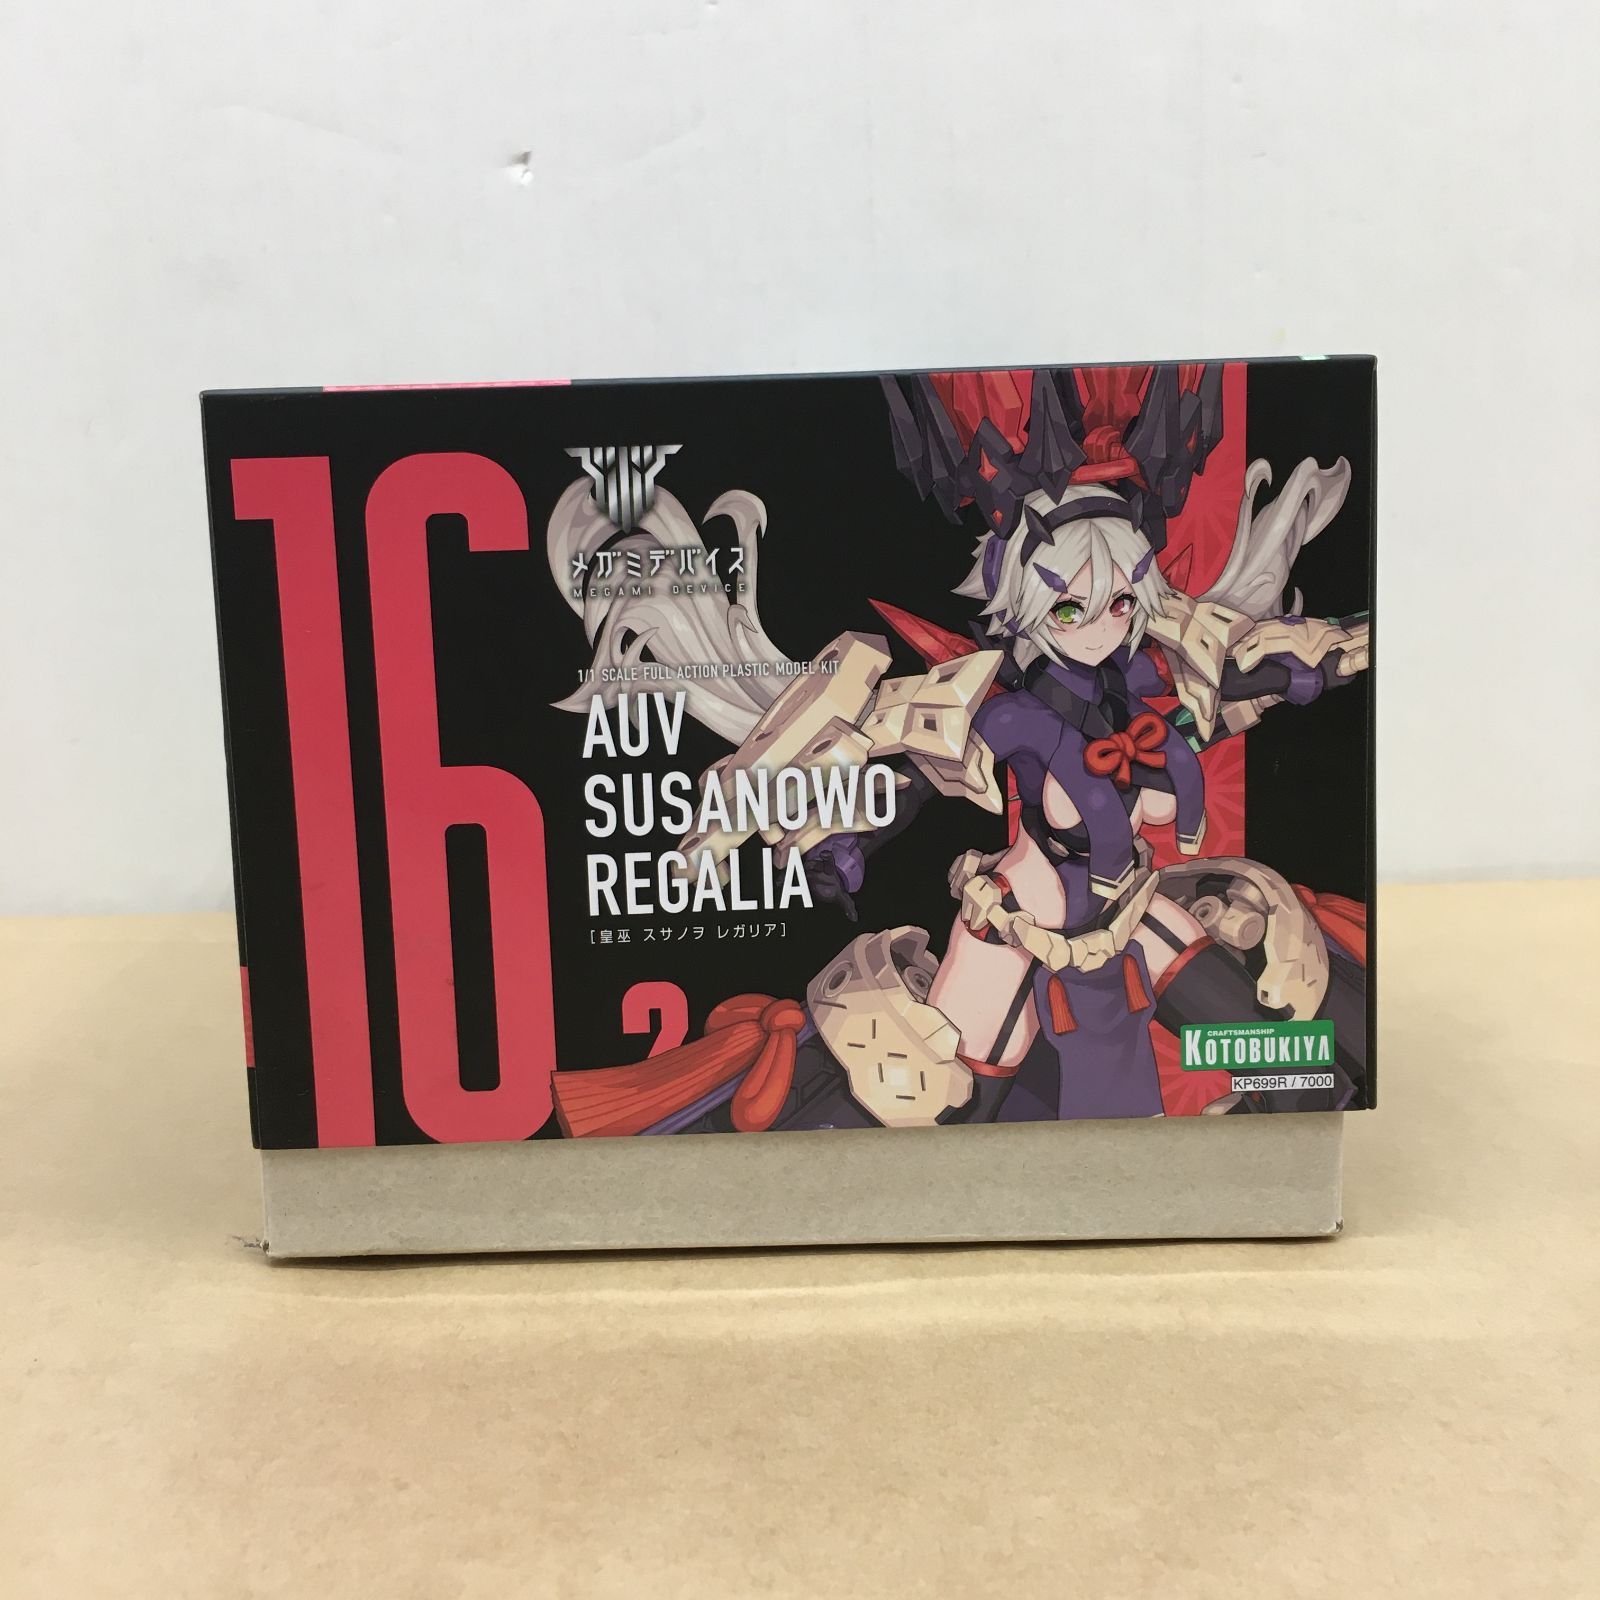 16
メガミデバイス
MEGAMI DEVICE
1/1 SCALE FULL ACTION PLASTIC MODEL KIT
AUV
SUSANOWO
REGALIA
[皇巫 スサノヲ レガリア]
2
CRAFTSMANSHIP
KOTOBUKIYA
KP699R / 7000